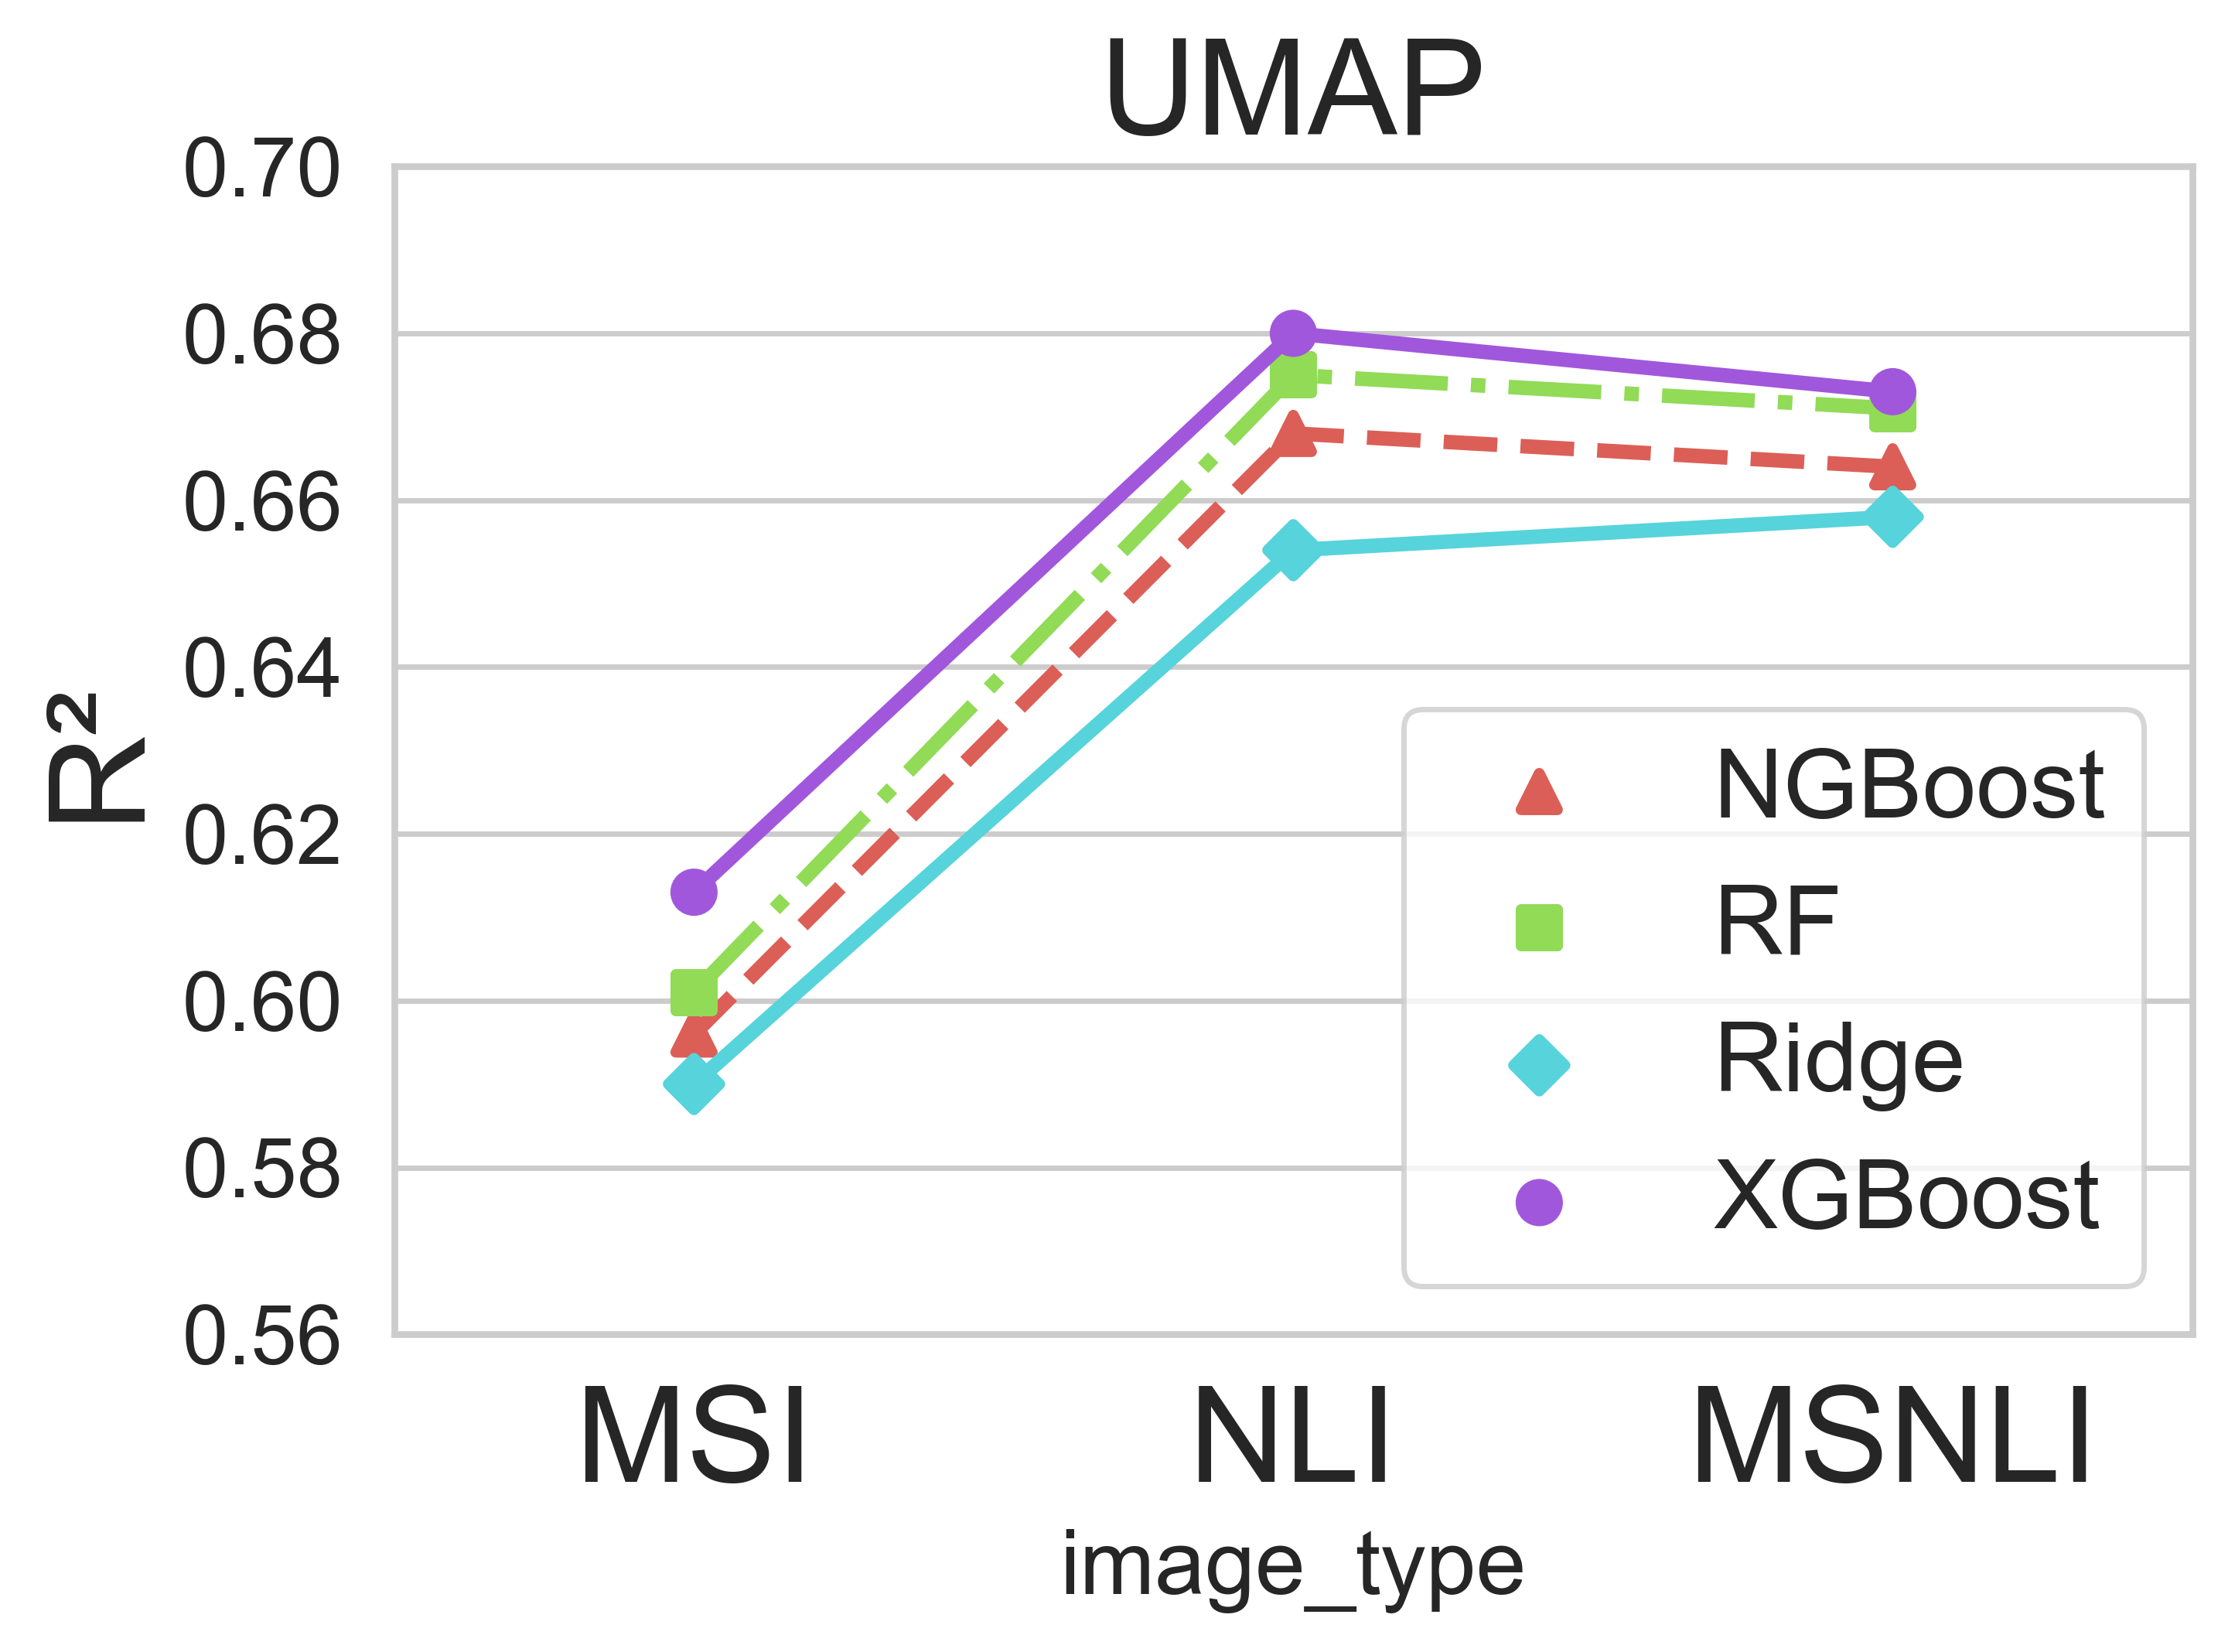 UMAP
0.70
0.68
0.66
0.64
0.62
0.60
0.58
0.56
R²
NGBoost
RF
Ridge
XGBoost
MSI NLI MSNLI
image_type